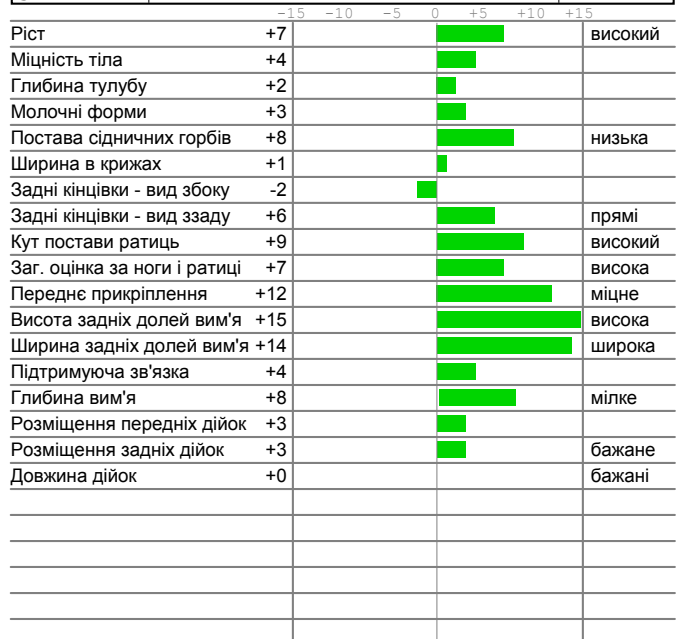 -15 -10 -5 0 +5 +10 +15
Ріст +7 високий
Міцність тіла +4
Глибина тулубу +2
Молочні форми +3
Постава сідничних горбів +8 низька
Ширина в крижах +1
Задні кінцівки - вид збоку -2
Задні кінцівки - вид ззаду +6 прямі
Кут постави ратиць +9 високий
Заг. оцінка за ноги і ратиці +7 висока
Переднє прикріплення +12 міцне
Висота задніх долей вим'я +15 висока
Ширина задніх долей вим'я +14 широка
Підтримуюча зв'язка +4
Глибина вим'я +8 мілке
Розміщення передніх дійок +3
Розміщення задніх дійок +3 бажане
Довжина дійок +0 бажані